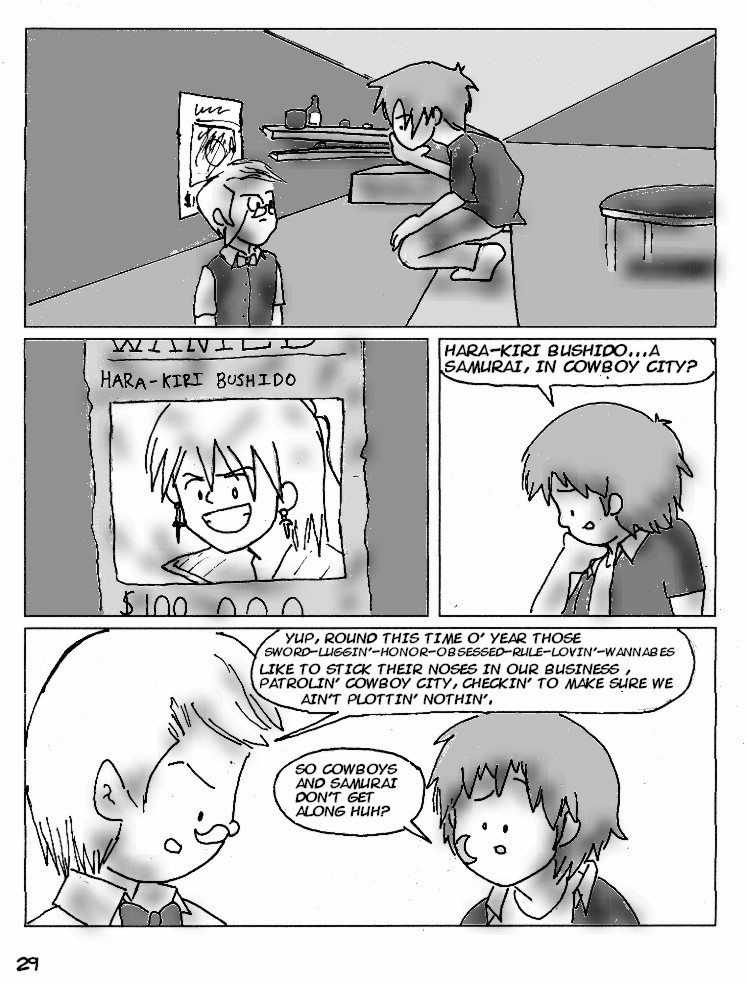 WANTED
HARA-KIRI BUSHIDO
$100,000
HARA-KIRI BUSHIDO...A
SAMURAI, IN COWBOY CITY?
YUP, ROUND THIS TIME O' YEAR THOSE
SWORD-LUGGIN'-HONOR-OBSESSED-RULE-LOVIN'-WANNABES
LIKE TO STICK THEIR NOSES IN OUR BUSINESS,
PATROLIN' COWBOY CITY, CHECKIN' TO MAKE SURE WE
AIN'T PLOTTIN' NOTHIN'.
SO COWBOYS
AND SAMURAI
DON'T GET
ALONG HUH?
29